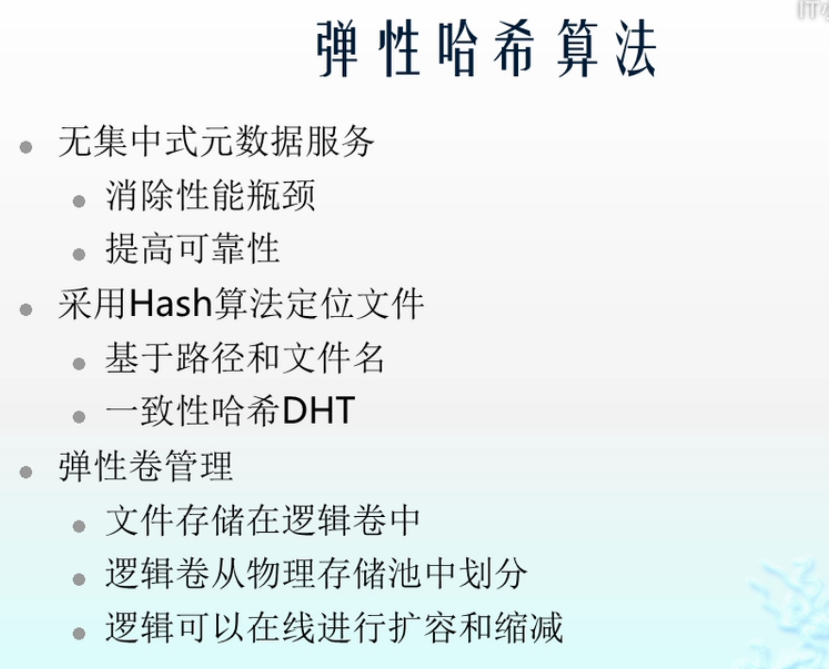 弹性哈希算法
无集中式元数据服务
消除性能瓶颈
提高可靠性
采用Hash算法定位文件
基于路径和文件名
一致性哈希DHT
弹性卷管理
文件存储在逻辑卷中
逻辑卷从物理存储池中划分
逻辑可以在线进行扩容和缩减